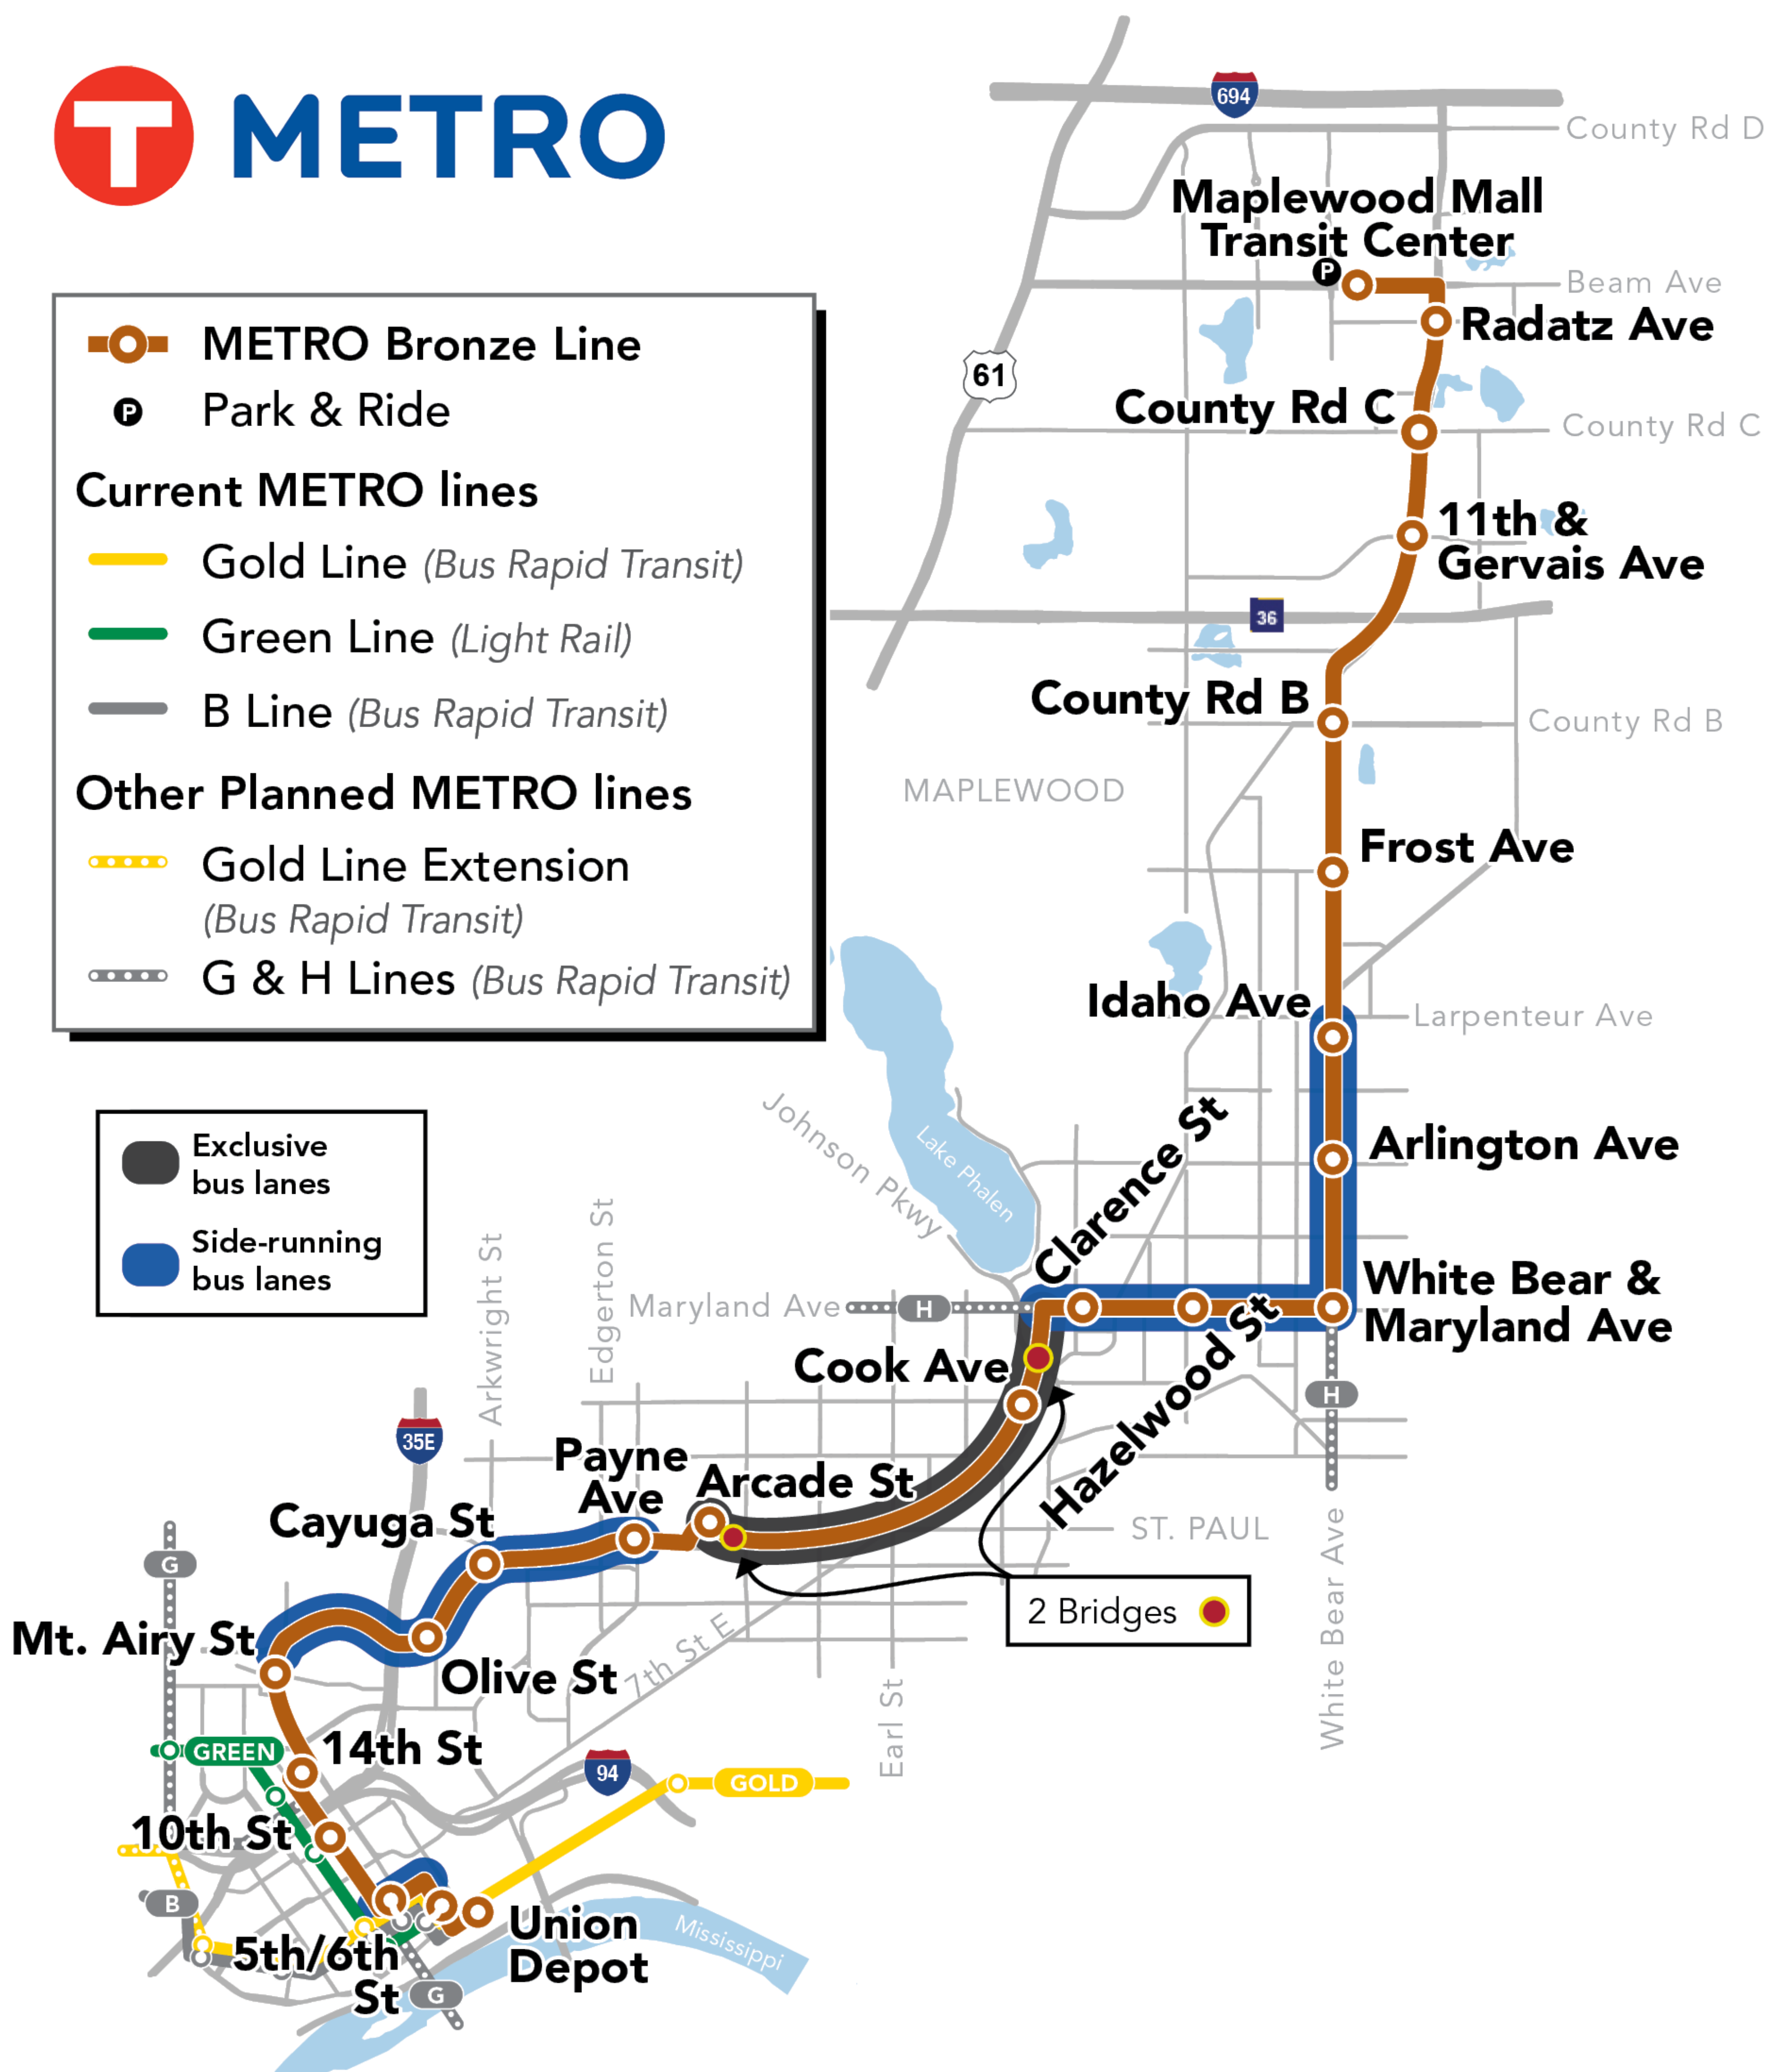 T METRO
METRO Bronze Line
P Park & Ride
Current METRO lines
Gold Line (Bus Rapid Transit)
Green Line (Light Rail)
B Line (Bus Rapid Transit)
Other Planned METRO lines
Gold Line Extension
(Bus Rapid Transit)
G & H Lines (Bus Rapid Transit)
Exclusive
bus lanes
Side-running
bus lanes
694
County Rd D
Maplewood Mall
Transit Center
P
Beam Ave
Radatz Ave
61
County Rd C
County Rd C
11th &
Gervais Ave
36
County Rd B
County Rd B
MAPLEWOOD
Frost Ave
Idaho Ave
Larpenteur Ave
Johnson Pkwy
Lake Phalen
Clarence St
Arlington Ave
White Bear &
Maryland Ave
Maryland Ave
H
Hazelwood St
H
White Bear Ave
Cook Ave
Arkwright St
Edgerton St
35E
Payne
Ave
Arcade St
Cayuga St
ST. PAUL
2 Bridges
G
Mt. Airy St
Olive St
7th St E
Earl St
GREEN
14th St
94
GOLD
10th St
B
5th/6th
St
G
Union
Depot
Mississippi